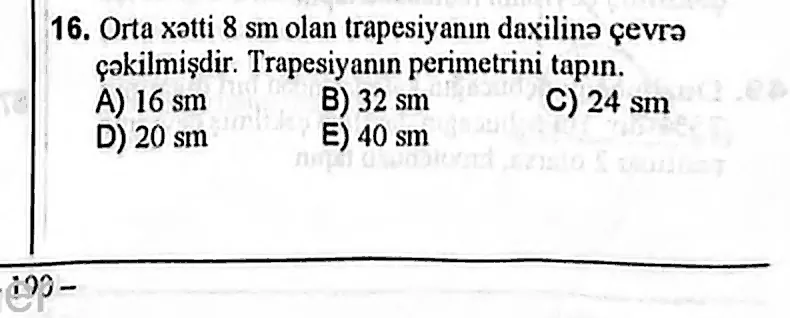 16. Orta xətti 8 sm olan trapesiyanın daxilinə çevrə
çəkilmişdir. Trapesiyanın perimetrini tapın.
A) 16 sm B) 32 sm C) 24 sm
D) 20 sm E) 40 sm